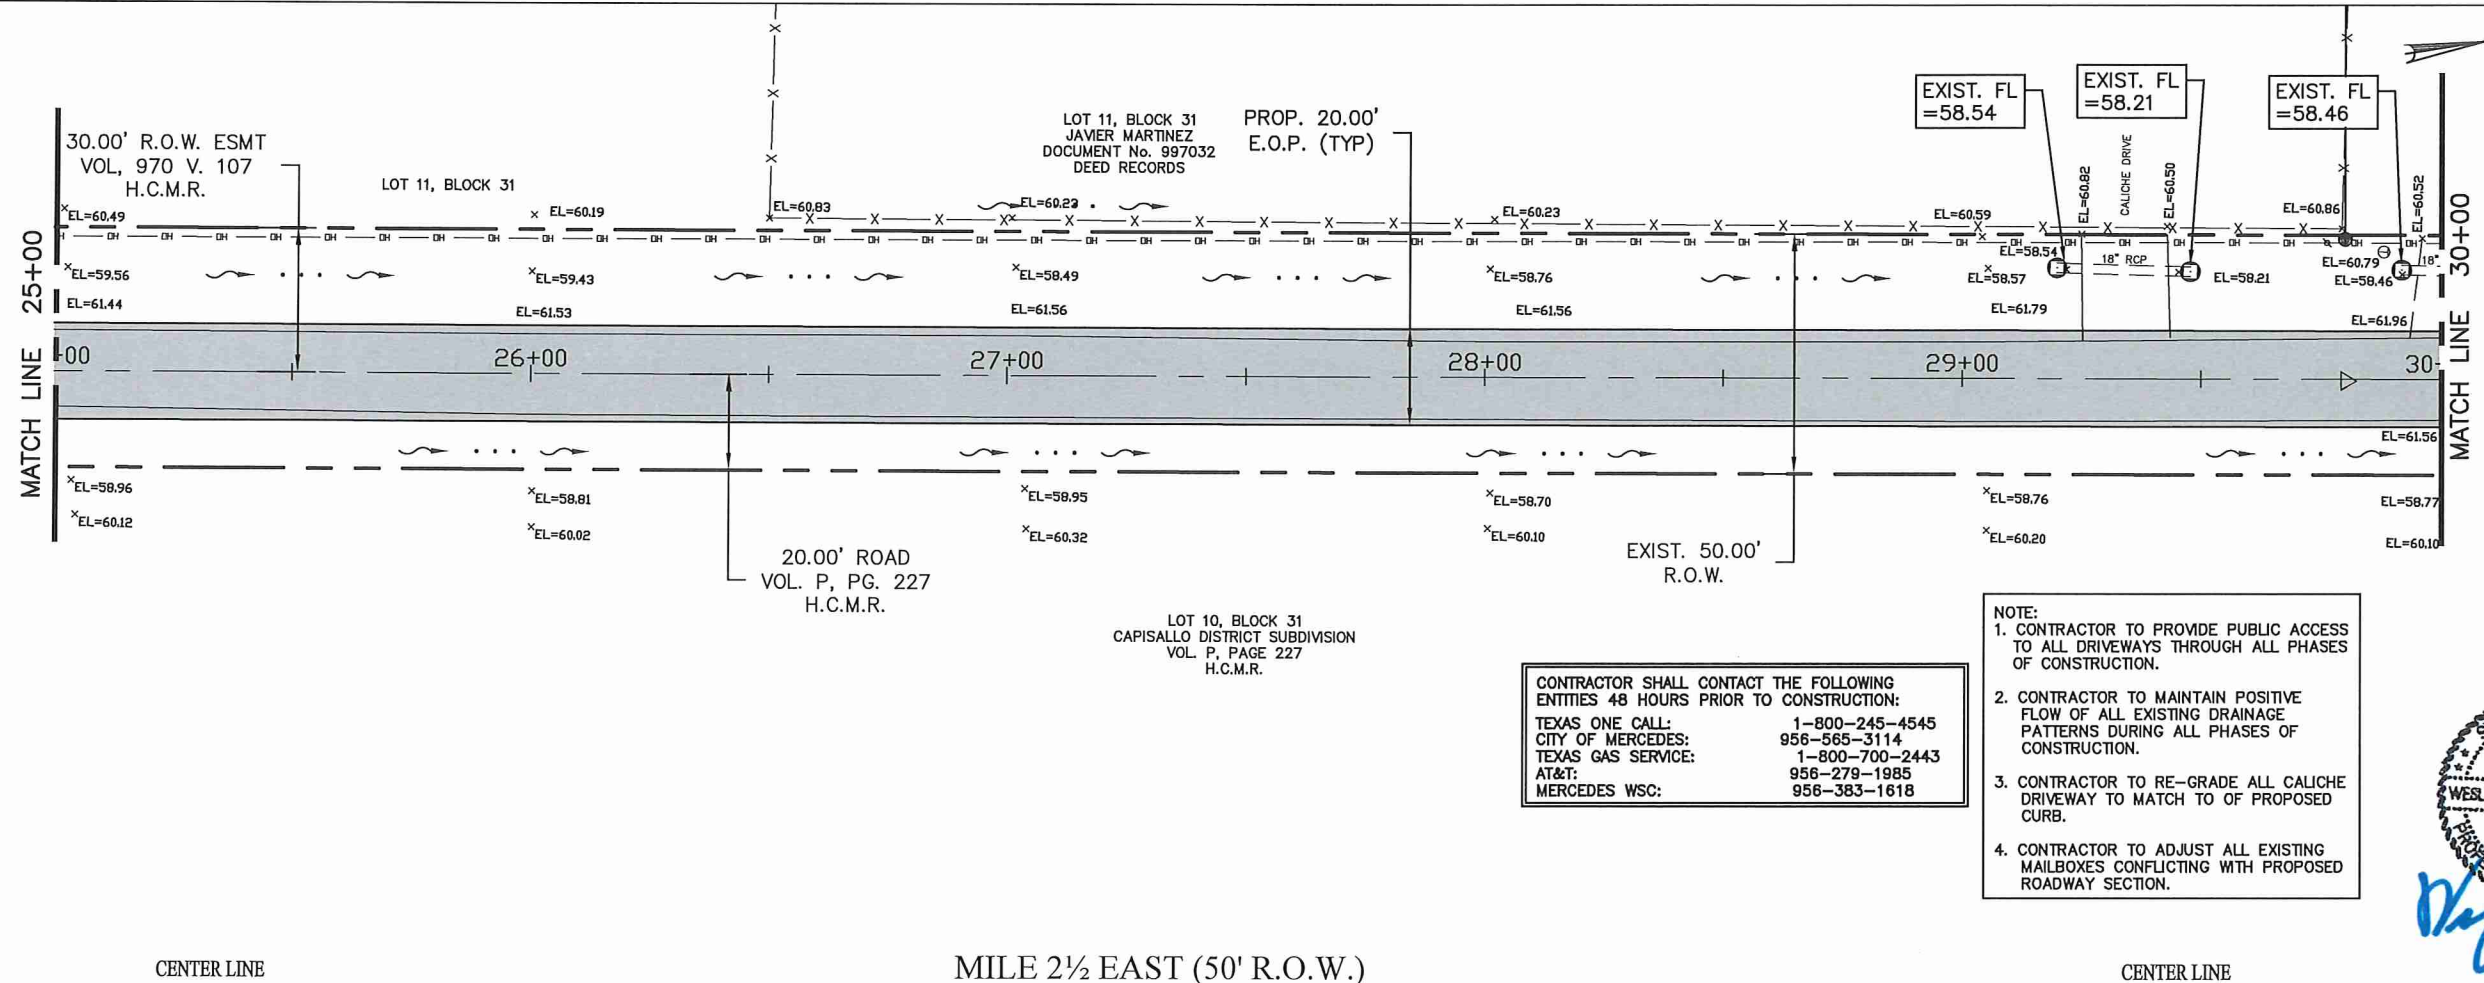 30.00' R.O.W. ESMT
VOL, 970 V. 107
H.C.M.R.
LOT 11, BLOCK 31
LOT 11, BLOCK 31
JAVIER MARTINEZ
DOCUMENT No. 997032
DEED RECORDS
PROP. 20.00'
E.O.P. (TYP)
EXIST. FL
=58.54
EXIST. FL
=58.21
EXIST. FL
=58.46
CALICHE DRIVE
EL=60.82
EL=60.50
EL=60.52
EL=60.49
EL=60.19
EL=60.83
EL=60.23
EL=60.23
EL=60.59
EL=60.86
EL=59.56
EL=59.43
EL=58.49
EL=58.76
EL=58.57
EL=58.54
18" RCP
EL=58.21
EL=60.79
EL=58.46
18"
EL=61.44
EL=61.53
EL=61.56
EL=61.56
EL=61.79
EL=61.96
MATCH LINE 25+00
+00
26+00
27+00
28+00
29+00
30
MATCH LINE 30+00
EL=61.56
EL=58.96
EL=58.81
EL=58.95
EL=58.70
EL=58.76
EL=58.77
EL=60.12
EL=60.02
EL=60.32
EL=60.10
EL=60.20
EL=60.10
20.00' ROAD
VOL. P, PG. 227
H.C.M.R.
EXIST. 50.00'
R.O.W.
LOT 10, BLOCK 31
CAPISALLO DISTRICT SUBDIVISION
VOL. P, PAGE 227
H.C.M.R.
CONTRACTOR SHALL CONTACT THE FOLLOWING
ENTITIES 48 HOURS PRIOR TO CONSTRUCTION:
TEXAS ONE CALL: 1-800-245-4545
CITY OF MERCEDES: 956-565-3114
TEXAS GAS SERVICE: 1-800-700-2443
AT&T: 956-279-1985
MERCEDES WSC: 956-383-1618
NOTE:
1. CONTRACTOR TO PROVIDE PUBLIC ACCESS
TO ALL DRIVEWAYS THROUGH ALL PHASES
OF CONSTRUCTION.
2. CONTRACTOR TO MAINTAIN POSITIVE
FLOW OF ALL EXISTING DRAINAGE
PATTERNS DURING ALL PHASES OF
CONSTRUCTION.
3. CONTRACTOR TO RE-GRADE ALL CALICHE
DRIVEWAY TO MATCH TO OF PROPOSED
CURB.
4. CONTRACTOR TO ADJUST ALL EXISTING
MAILBOXES CONFLICTING WITH PROPOSED
ROADWAY SECTION.
CENTER LINE
MILE 2½ EAST (50' R.O.W.)
CENTER LINE